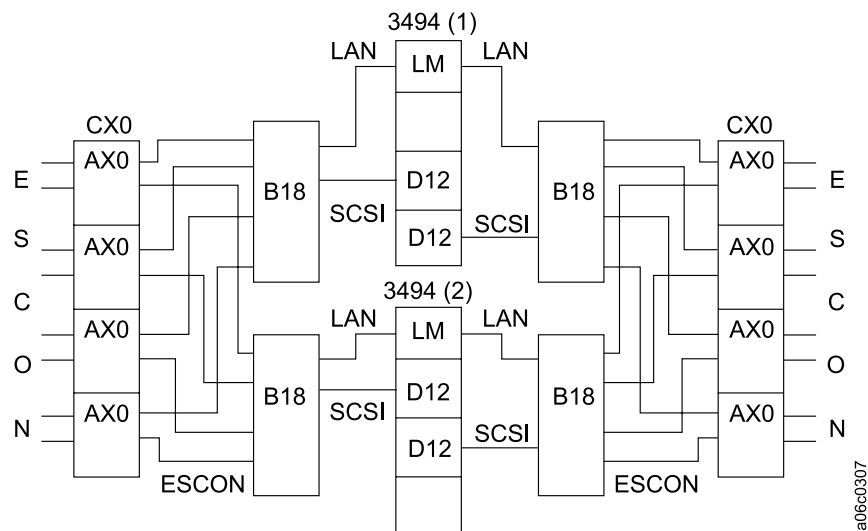 3494 (1)
LAN
LM
LAN
CX0
CX0
AX0
AX0
E
E
B18
D12
B18
SCSI
D12
SCSI
S
AX0
AX0
S
3494 (2)
C
C
LAN
LM
LAN
AX0
AX0
O
O
B18
D12
B18
SCSI
D12
SCSI
AX0
AX0
N
N
ESCON
ESCON
a06c0307